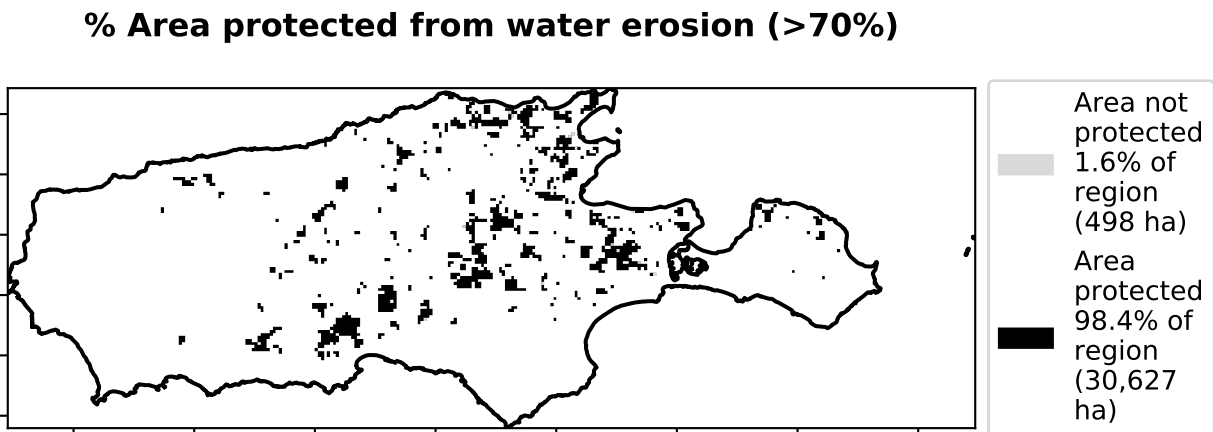 % Area protected from water erosion (>70%)
Area not
protected
1.6% of
region
(498 ha)
Area
protected
98.4% of
region
(30,627
ha)